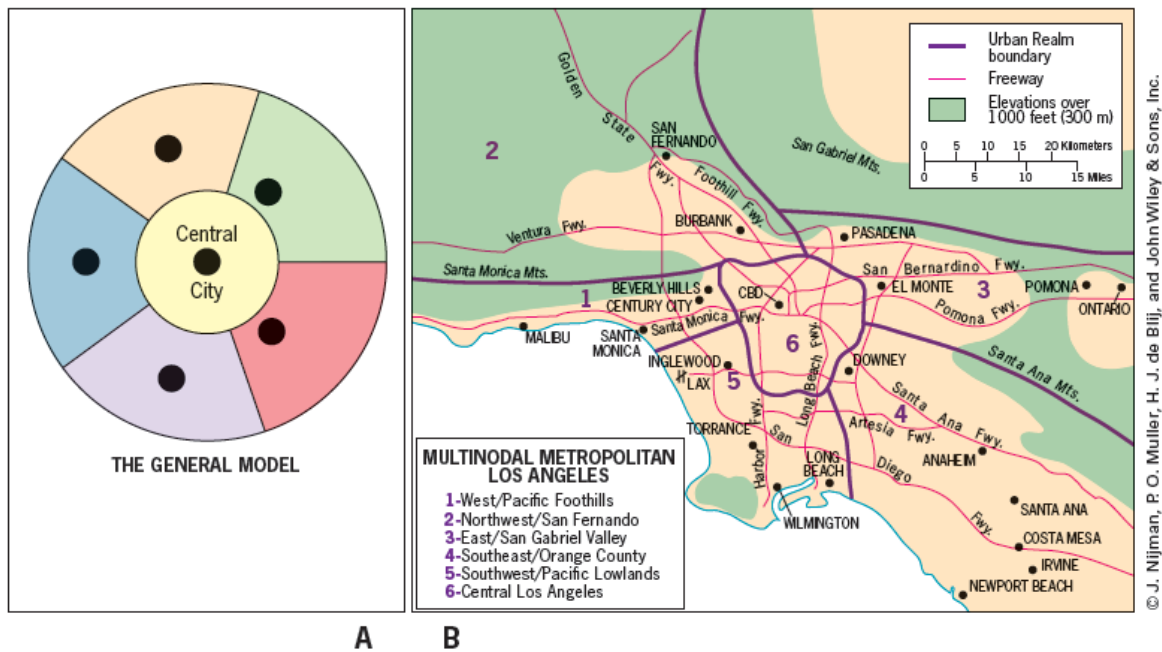 Central
City
THE GENERAL MODEL
A
Urban Realm
boundary
Freeway
Elevations over
1000 feet (300 m)
0 5 10 15 20 Kilometers
0 5 10 15 Miles
Golden
State
Fwy.
SAN
FERNANDO
2
San Gabriel Mts.
Foothill Fwy.
BURBANK
Ventura Fwy.
PASADENA
Santa Monica Mts.
San Bernardino Fwy.
1
BEVERLY HILLS
CENTURY CITY
CBD
EL MONTE
3
POMONA
ONTARIO
Pomona Fwy.
MALIBU
SANTA
MONICA
Santa Monica Fwy.
6
INGLEWOOD
LAX
5
Long Beach Fwy.
DOWNEY
Santa Ana Mts.
4
Santa Ana Fwy.
Artesia Fwy.
TORRANCE
Harbor Fwy.
San Diego Fwy.
LONG
BEACH
ANAHEIM
WILMINGTON
SANTA ANA
COSTA MESA
IRVINE
NEWPORT BEACH
MULTINODAL METROPOLITAN
LOS ANGELES
1-West/Pacific Foothills
2-Northwest/San Fernando
3-East/San Gabriel Valley
4-Southeast/Orange County
5-Southwest/Pacific Lowlands
6-Central Los Angeles
B
© J. Nijman, P. O. Muller, H. J. de Blij, and John Wiley & Sons, Inc.